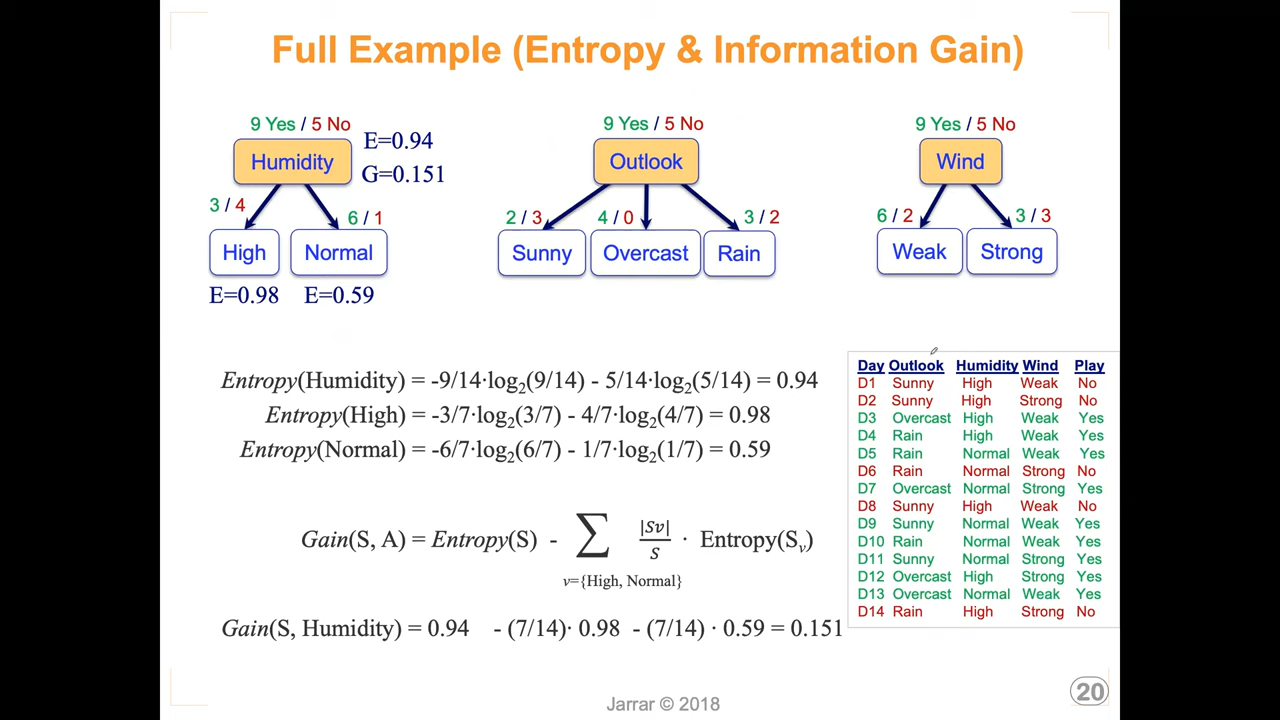 Full Example (Entropy & Information Gain)
9 Yes / 5 No
Humidity
E=0.94
G=0.151
3 / 4
6 / 1
High
Normal
E=0.98
E=0.59
9 Yes / 5 No
Outlook
2 / 3
4 / 0
3 / 2
Sunny
Overcast
Rain
9 Yes / 5 No
Wind
6 / 2
3 / 3
Weak
Strong
Entropy(Humidity) = -9/14·log₂(9/14) - 5/14·log₂(5/14) = 0.94
Entropy(High) = -3/7·log₂(3/7) - 4/7·log₂(4/7) = 0.98
Entropy(Normal) = -6/7·log₂(6/7) - 1/7·log₂(1/7) = 0.59
Gain(S, A) = Entropy(S) - ∑ |Sv|/S · Entropy(Sᵥ)
v={High, Normal}
Gain(S, Humidity) = 0.94 - (7/14)· 0.98 - (7/14) · 0.59 = 0.151
Day Outlook Humidity Wind Play
D1 Sunny High Weak No
D2 Sunny High Strong No
D3 Overcast High Weak Yes
D4 Rain High Weak Yes
D5 Rain Normal Weak Yes
D6 Rain Normal Strong No
D7 Overcast Normal Strong Yes
D8 Sunny High Weak No
D9 Sunny Normal Weak Yes
D10 Rain Normal Weak Yes
D11 Sunny Normal Strong Yes
D12 Overcast High Strong Yes
D13 Overcast Normal Weak Yes
D14 Rain High Strong No
Jarrar © 2018
20